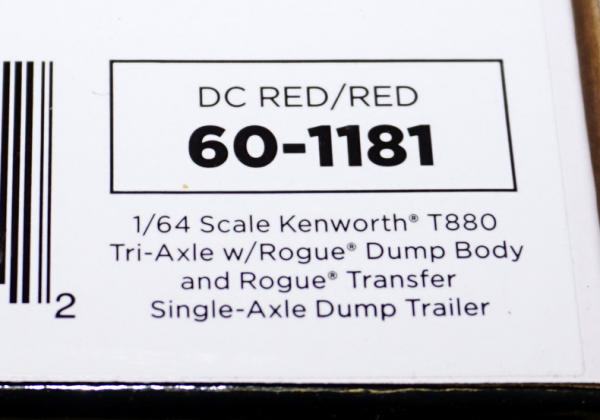 DC RED/RED
60-1181
1/64 Scale Kenworth® T880
Tri-Axle w/Rogue® Dump Body
and Rogue® Transfer
Single-Axle Dump Trailer
2